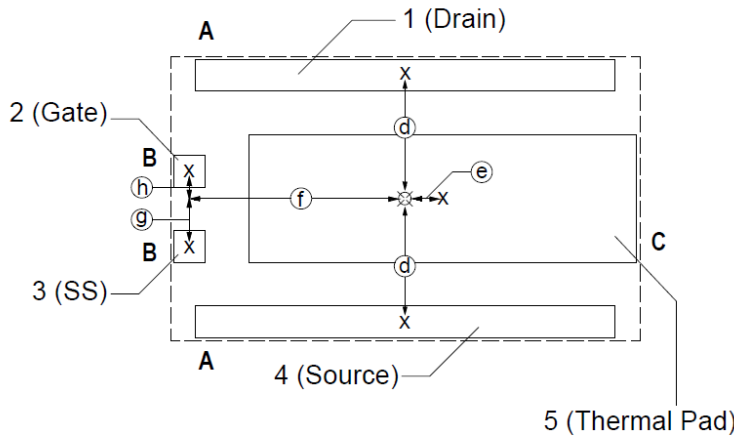 1 (Drain)
A
2 (Gate)
X
d
B
X
h
f
e
X
g
B
X
C
d
3 (SS)
X
A
4 (Source)
5 (Thermal Pad)